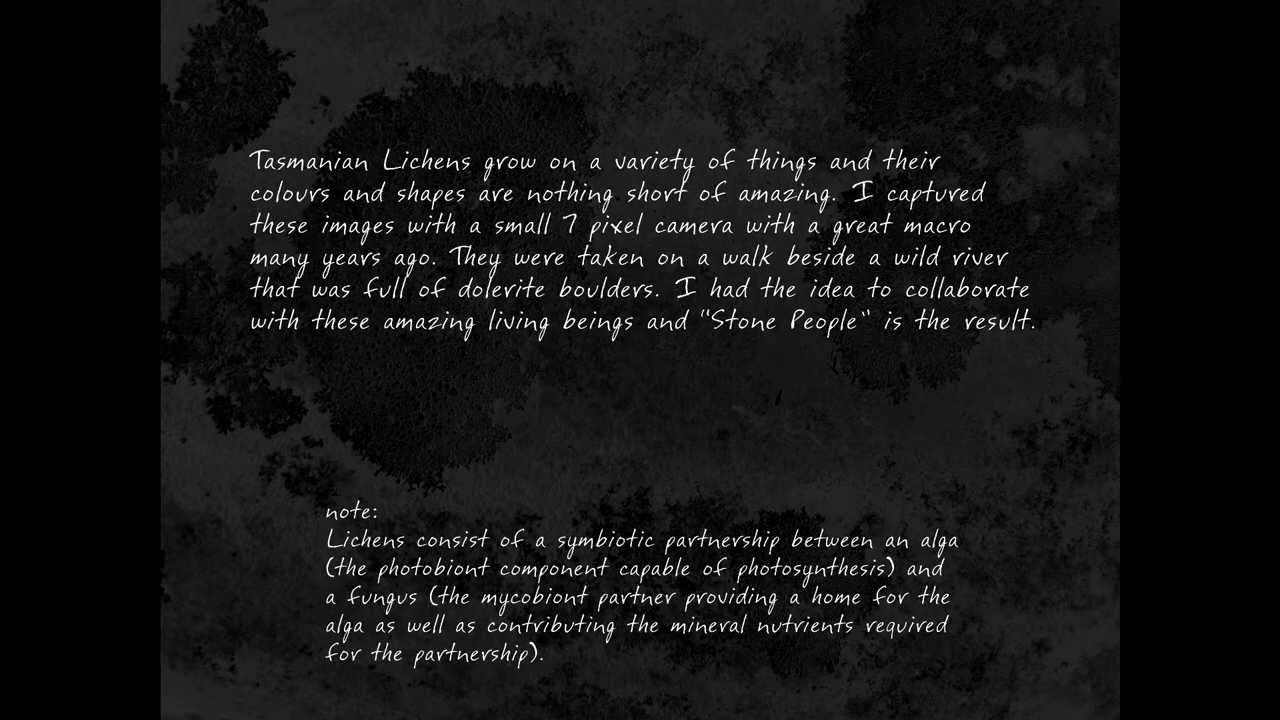 Tasmanian Lichens grow on a variety of things and their
colours and shapes are nothing short of amazing. I captured
these images with a small 7 pixel camera with a great macro
many years ago. They were taken on a walk beside a wild river
that was full of dolerite boulders. I had the idea to collaborate
with these amazing living beings and "Stone People" is the result.
note:
Lichens consist of a symbiotic partnership between an alga
(the photobiont component capable of photosynthesis) and
a fungus (the mycobiont partner providing a home for the
alga as well as contributing the mineral nutrients required
for the partnership).